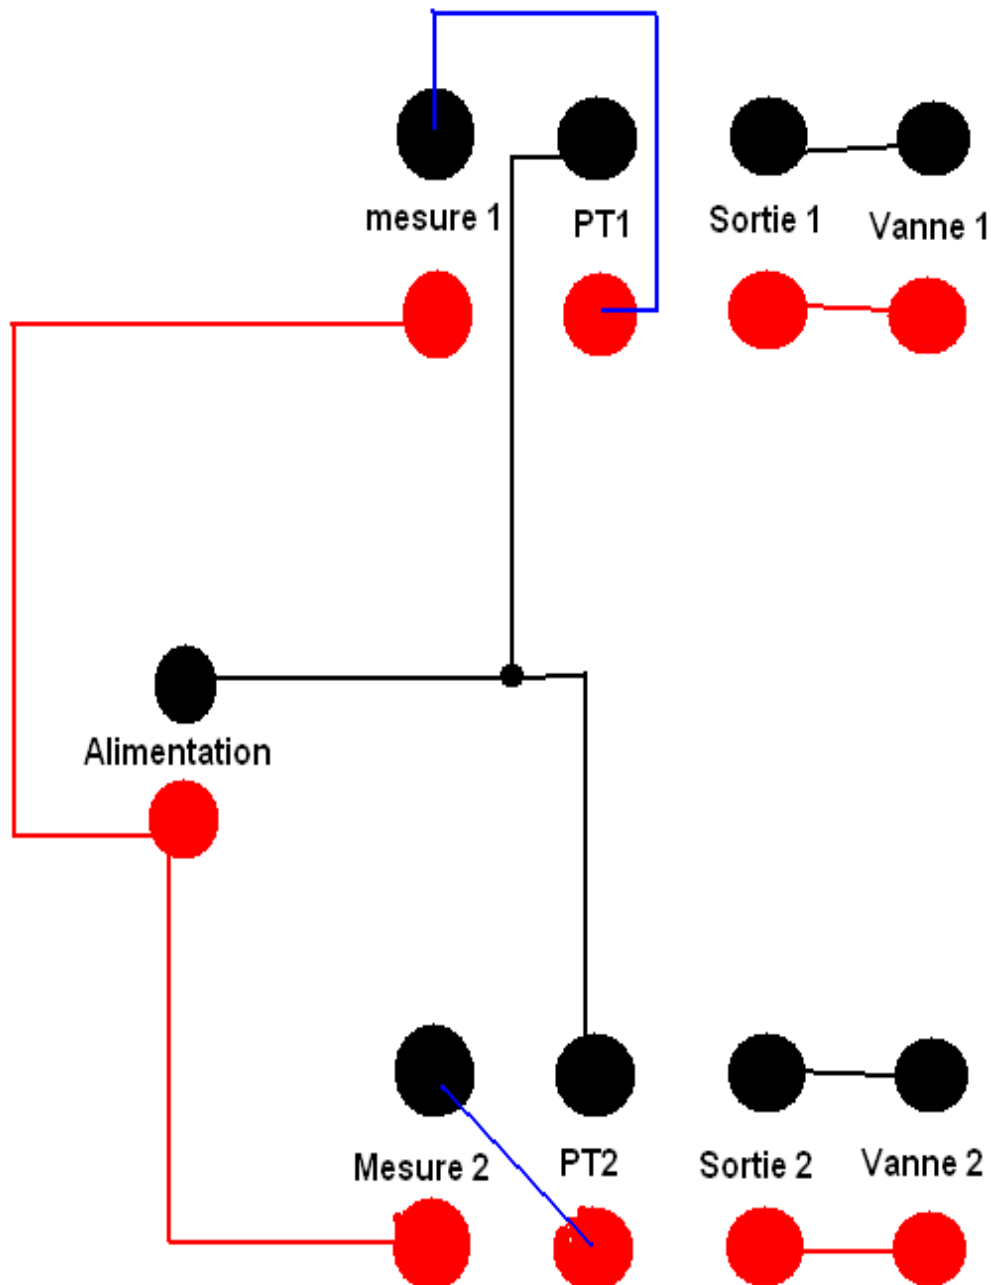 mesure 1
PT1
Sortie 1
Vanne 1
Alimentation
Mesure 2
PT2
Sortie 2
Vanne 2